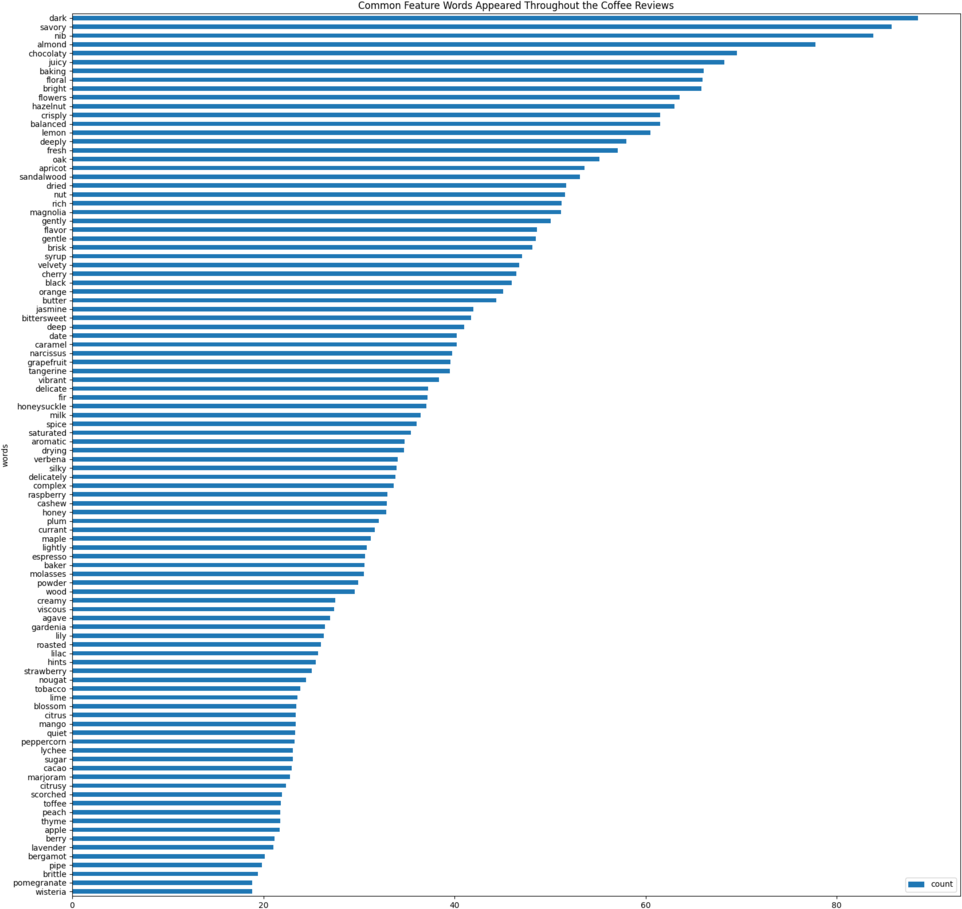 Common Feature Words Appeared Throughout the Coffee Reviews
dark
savory
nib
almond
chocolaty
juicy
baking
floral
bright
flowers
hazelnut
crisply
balanced
lemon
deeply
fresh
oak
apricot
sandalwood
dried
nut
rich
magnolia
gently
flavor
gentle
brisk
syrup
velvety
cherry
black
orange
butter
jasmine
bittersweet
deep
date
caramel
narcissus
grapefruit
tangerine
vibrant
delicate
fir
honeysuckle
milk
spice
saturated
aromatic
drying
verbena
silky
delicately
complex
raspberry
cashew
honey
plum
currant
maple
lightly
espresso
baker
molasses
powder
wood
creamy
viscous
agave
gardenia
lily
roasted
lilac
hints
strawberry
nougat
tobacco
lime
blossom
citrus
mango
quiet
peppercorn
lychee
sugar
cacao
marjoram
citrusy
scorched
toffee
peach
thyme
apple
berry
lavender
bergamot
pipe
brittle
pomegranate
wisteria
words
0 20 40 60 80
count